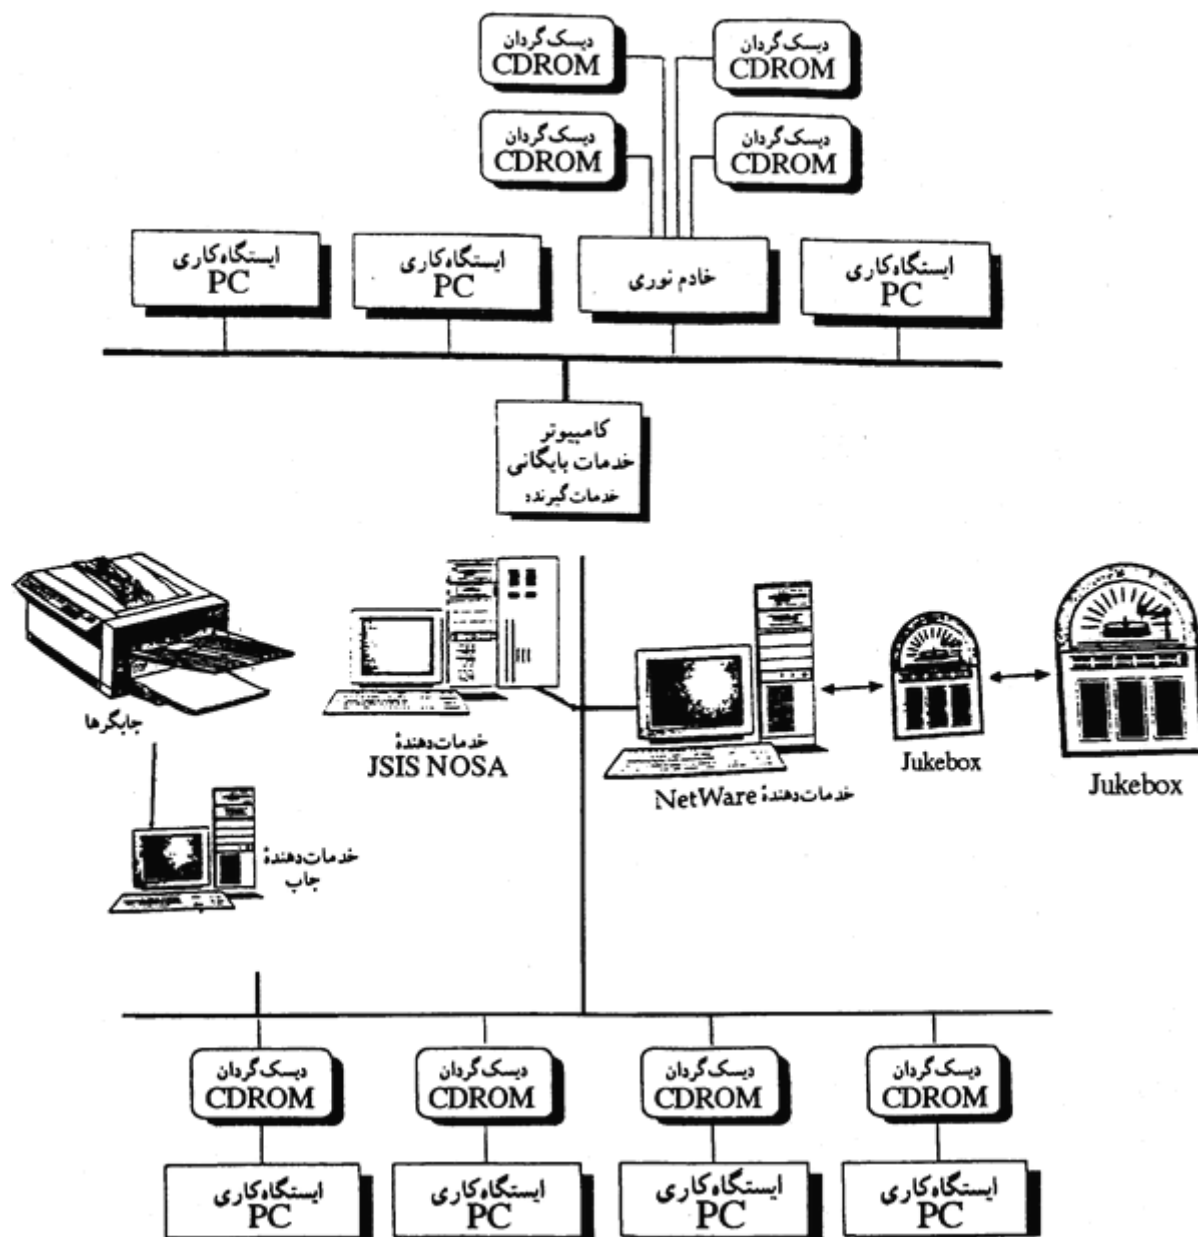 دیسک‌گردان
CDROM
دیسک‌گردان
CDROM
دیسک‌گردان
CDROM
دیسک‌گردان
CDROM
ایستگاه‌کاری
PC
ایستگاه‌کاری
PC
خادم نوری
ایستگاه‌کاری
PC
کامپیوتر
خدمات بایگانی
خدمات‌گیرنده
چاپگرها
خدمات‌دهندهٔ
JSIS NOSA
خدمات‌دهندهٔ NetWare
Jukebox
Jukebox
خدمات‌دهندهٔ
چاپ
دیسک‌گردان
CDROM
دیسک‌گردان
CDROM
دیسک‌گردان
CDROM
دیسک‌گردان
CDROM
ایستگاه‌کاری
PC
ایستگاه‌کاری
PC
ایستگاه‌کاری
PC
ایستگاه‌کاری
PC